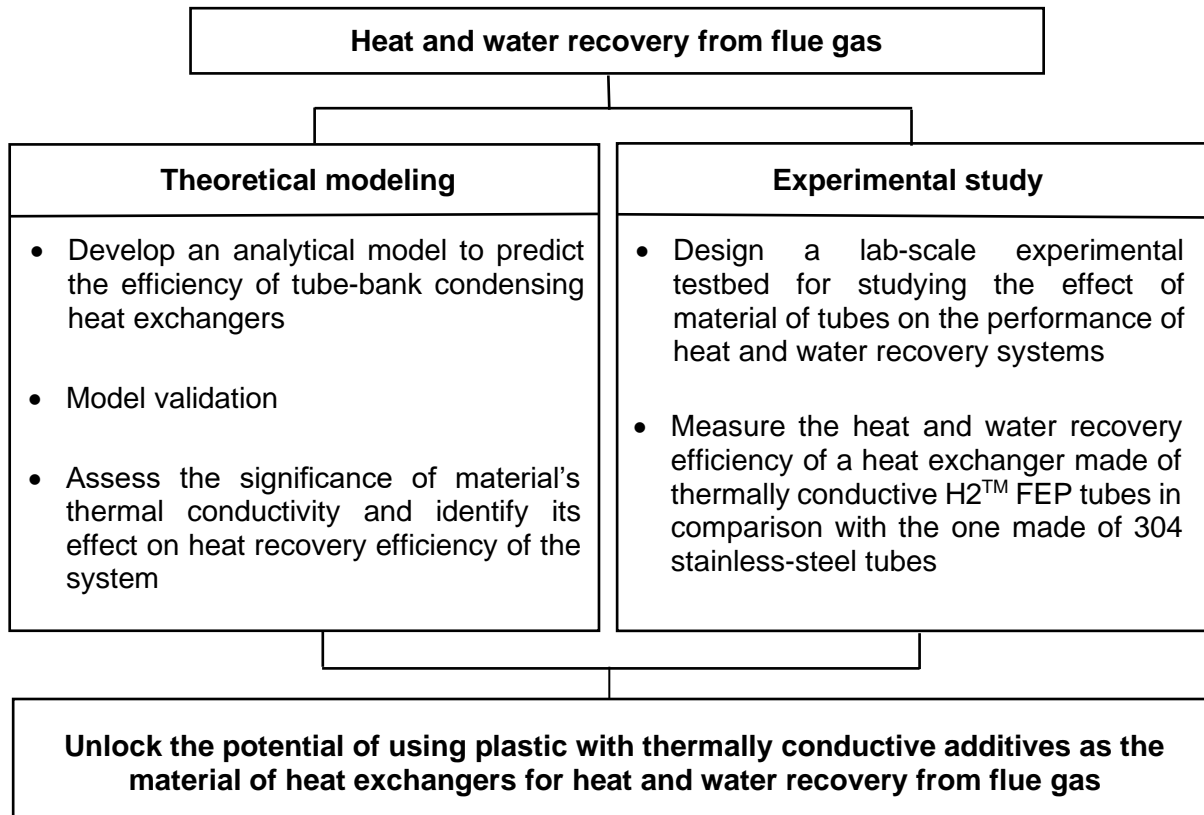 Heat and water recovery from flue gas
Theoretical modeling
• Develop an analytical model to predict
the efficiency of tube-bank condensing
heat exchangers
• Model validation
• Assess the significance of material’s
thermal conductivity and identify its
effect on heat recovery efficiency of the
system
Experimental study
• Design a lab-scale experimental
testbed for studying the effect of
material of tubes on the performance of
heat and water recovery systems
• Measure the heat and water recovery
efficiency of a heat exchanger made of
thermally conductive H2™ FEP tubes in
comparison with the one made of 304
stainless-steel tubes
Unlock the potential of using plastic with thermally conductive additives as the
material of heat exchangers for heat and water recovery from flue gas